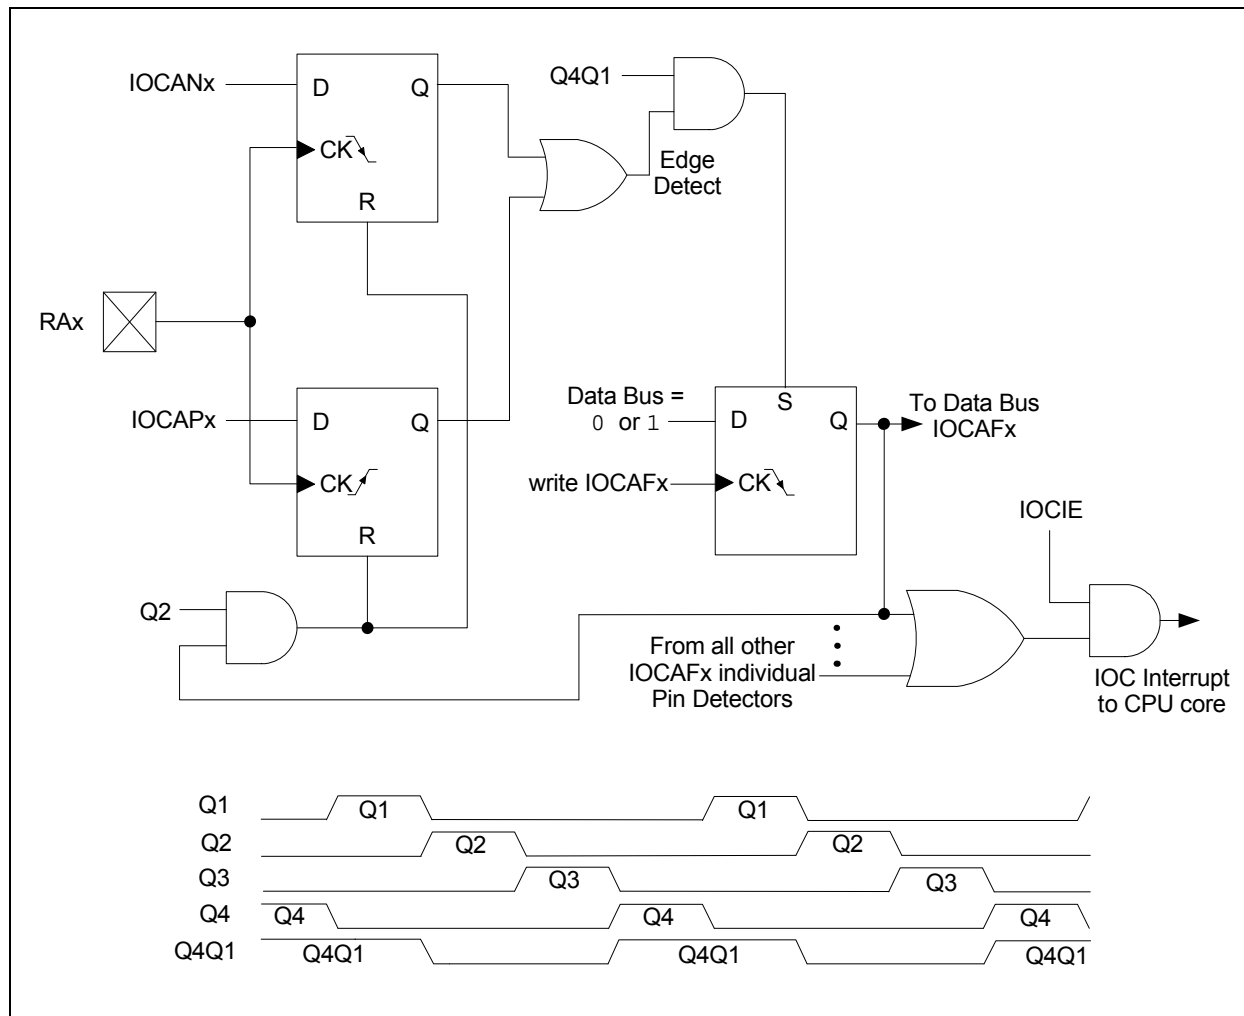 IOCANx
D
Q
CK
R
Q4Q1
Edge
Detect
RAx
IOCAPx
D
Q
CK
R
Data Bus =
0 or 1
S
D
Q
To Data Bus
IOCAFx
write IOCAFx
CK
IOCIE
Q2
From all other
IOCAFx individual
Pin Detectors
IOC Interrupt
to CPU core
Q1 Q1 Q1
Q2 Q2 Q2
Q3 Q3 Q3
Q4 Q4 Q4 Q4
Q4Q1 Q4Q1 Q4Q1 Q4Q1